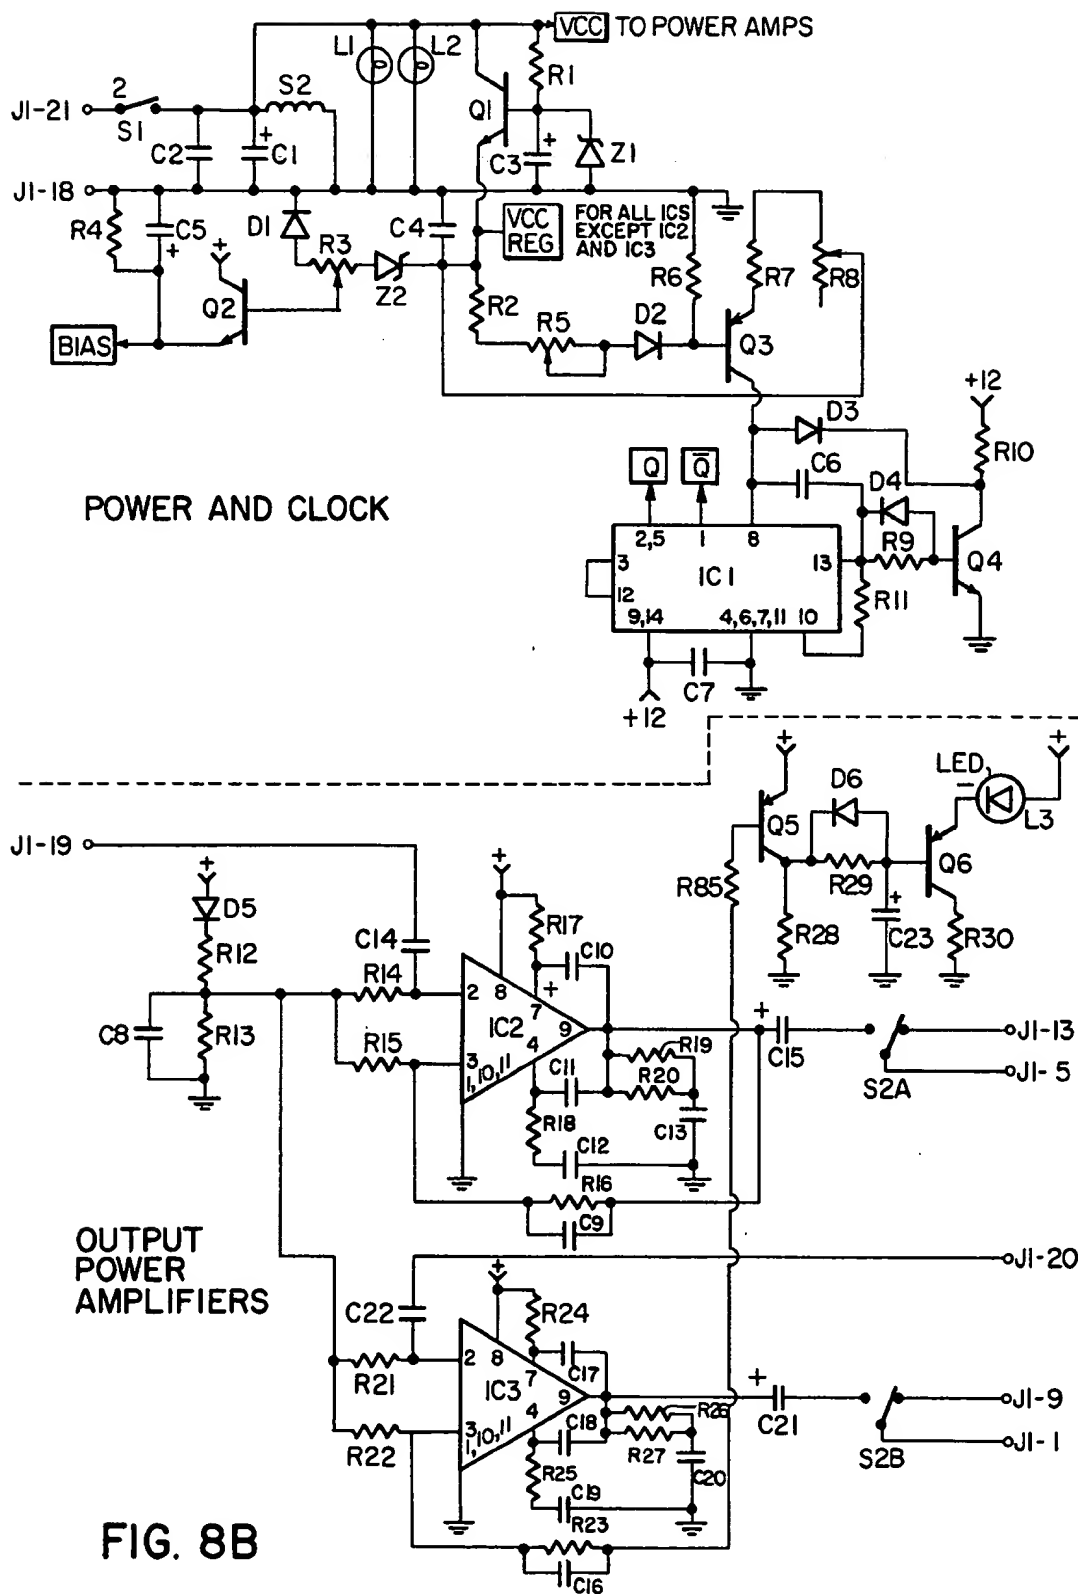 VCC TO POWER AMPS
L1 L2
R1
2
S2
J1-21
S1
Q1
C2 C1 +
C3 +
Z1
J1-18
R4
C5 +
D1
R3
C4
VCC REG
FOR ALL ICS
EXCEPT IC2
AND IC3
Z2
+
Q2
R2
R5
R6
D2
R7
R8
Q3
BIAS
+12
D3
R10
Q
Q̅
C6
D4
POWER AND CLOCK
2,5 1 8
3
IC1
13
R9
Q4
12
R11
9,14 4,6,7,11 10
C7
+12
+
LED
+
D6
L3
Q5
Q6
J1-19
+
+
R85
R29
D5
R17
R28
+
C23
R30
R12
C14
C10
R14
2
8
7
+
C8
R13
R15
IC2
9
+
C15
J1-13
3
4
R19
J1-5
1,10,11
C11
R20
S2A
R18
C13
C12
R16
C9
OUTPUT
POWER
AMPLIFIERS
J1-20
+
C22
R24
2
8
7
C17
R21
IC3
9
+
C21
J1-9
3
4
R26
J1-1
R22
1,10,11
C18
R27
S2B
R25
C20
C19
R23
C16
FIG. 8B